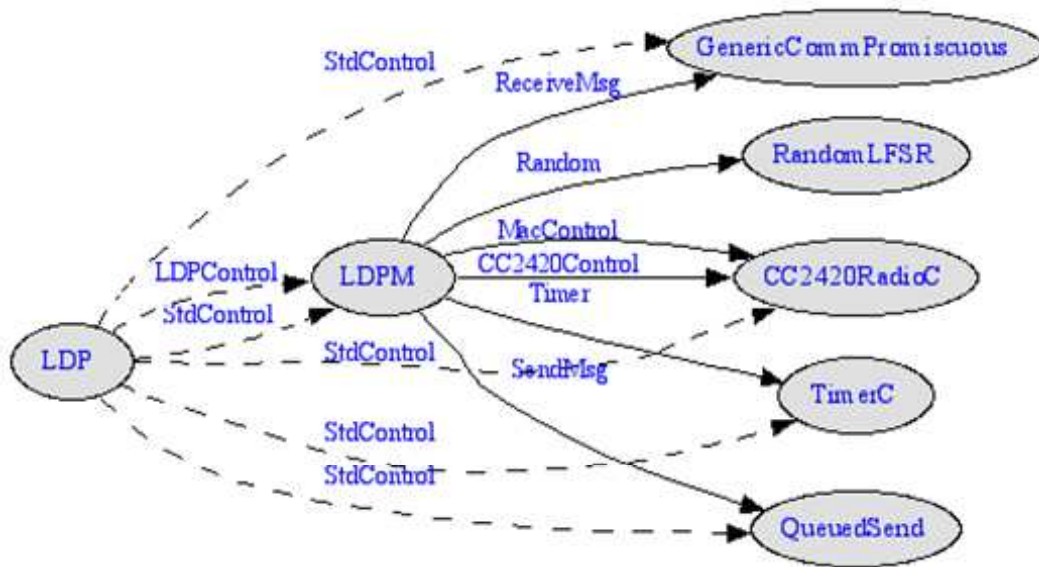 GenericCommPromiscuous
StdControl
ReceiveMsg
RandomLFSR
Random
MacControl
LDPControl
LDPM
CC2420Control
CC2420RadioC
Timer
StdControl
LDP
StdControl
SendMsg
TimerC
StdControl
StdControl
QueuedSend